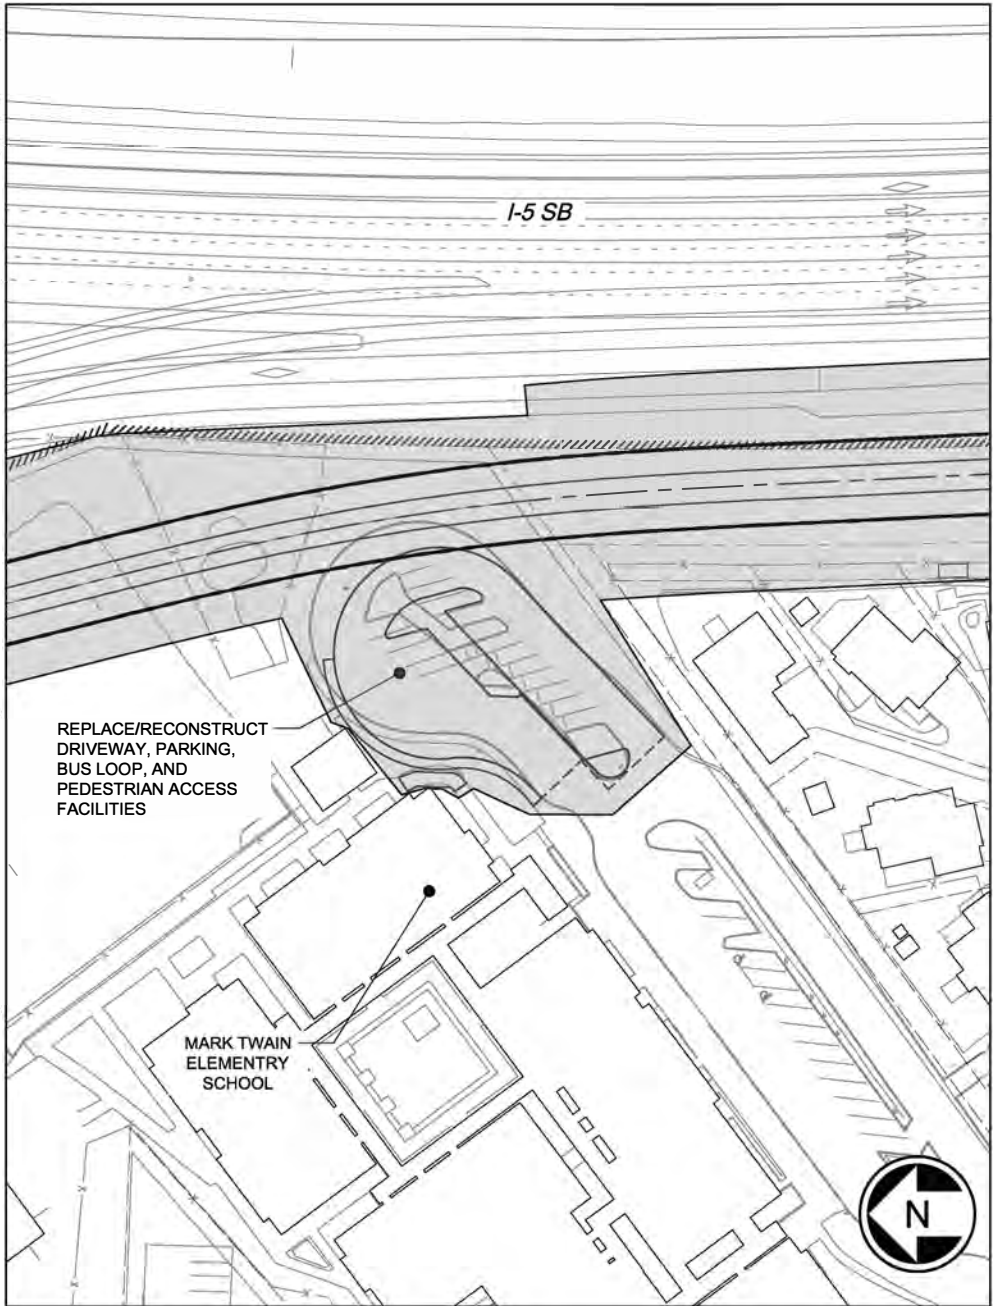 I-5 SB
REPLACE/RECONSTRUCT
DRIVEWAY, PARKING,
BUS LOOP, AND
PEDESTRIAN ACCESS
FACILITIES
MARK TWAIN
ELEMENTRY
SCHOOL
N